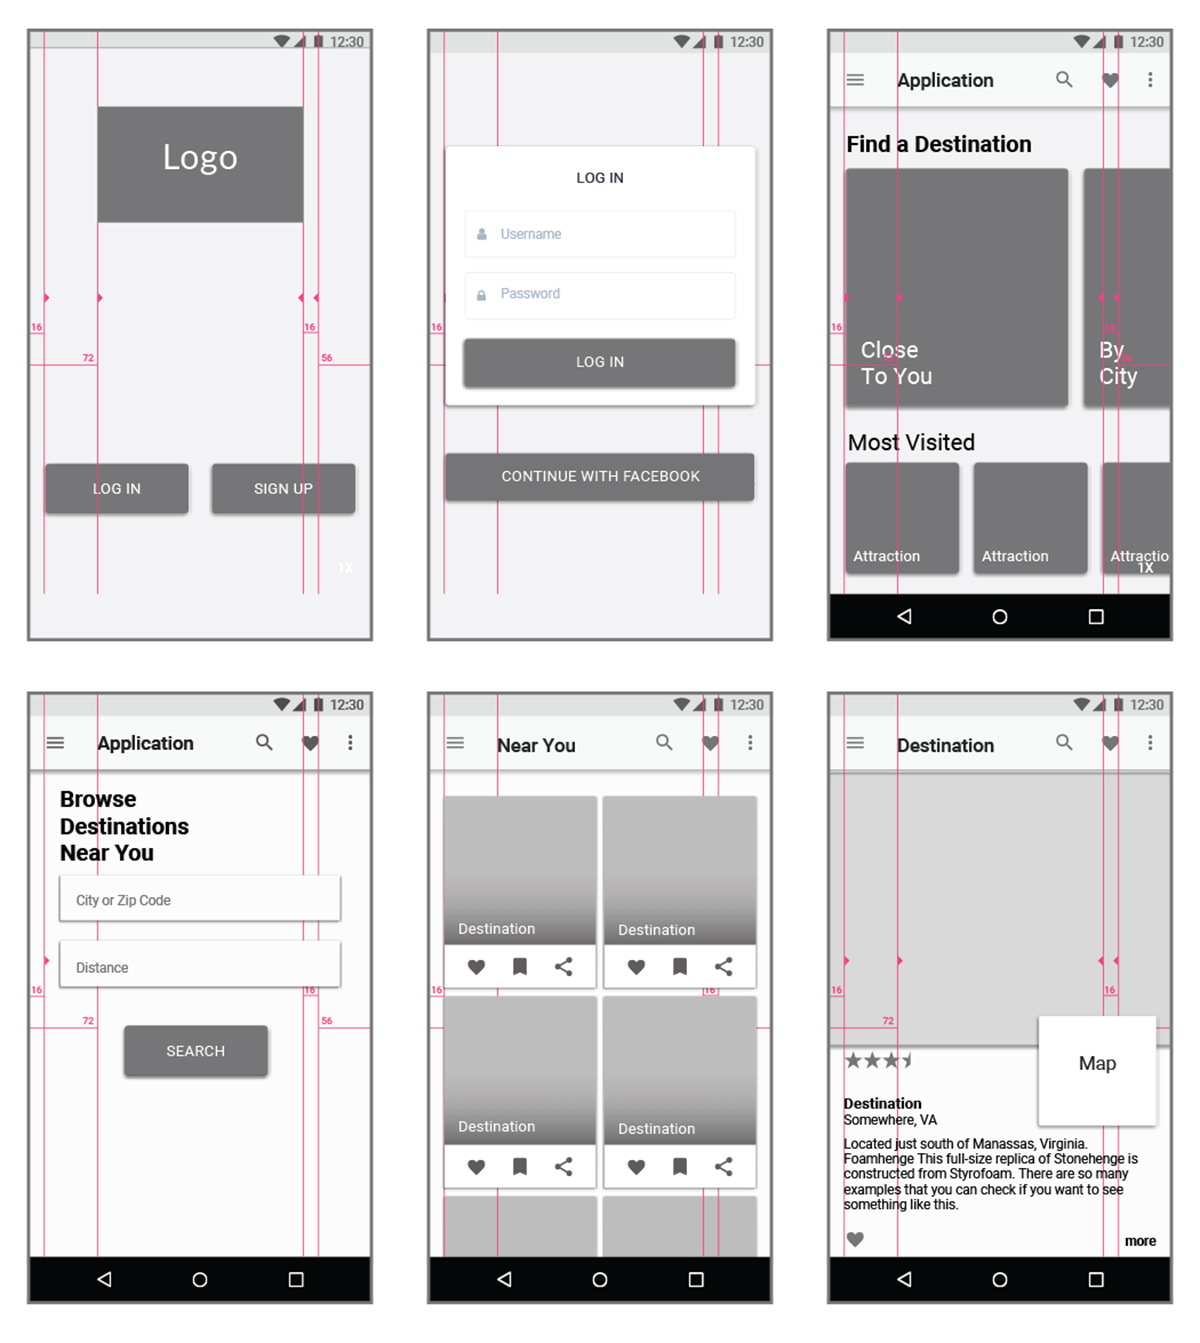 12:30
Logo
16
16
72
56
LOG IN
SIGN UP
1X
12:30
LOG IN
Username
Password
16
LOG IN
CONTINUE WITH FACEBOOK
12:30
Application
Find a Destination
16
16
Close
To You
72
By
City
56
Most Visited
Attraction
Attraction
Attractio
1X
12:30
Application
Browse
Destinations
Near You
City or Zip Code
Distance
16
16
72
56
SEARCH
12:30
Near You
Destination
Destination
16
16
Destination
Destination
12:30
Destination
16
16
72
Map
Destination
Somewhere, VA
Located just south of Manassas, Virginia.
Foamhenge This full-size replica of Stonehenge is
constructed from Styrofoam. There are so many
examples that you can check if you want to see
something like this.
more